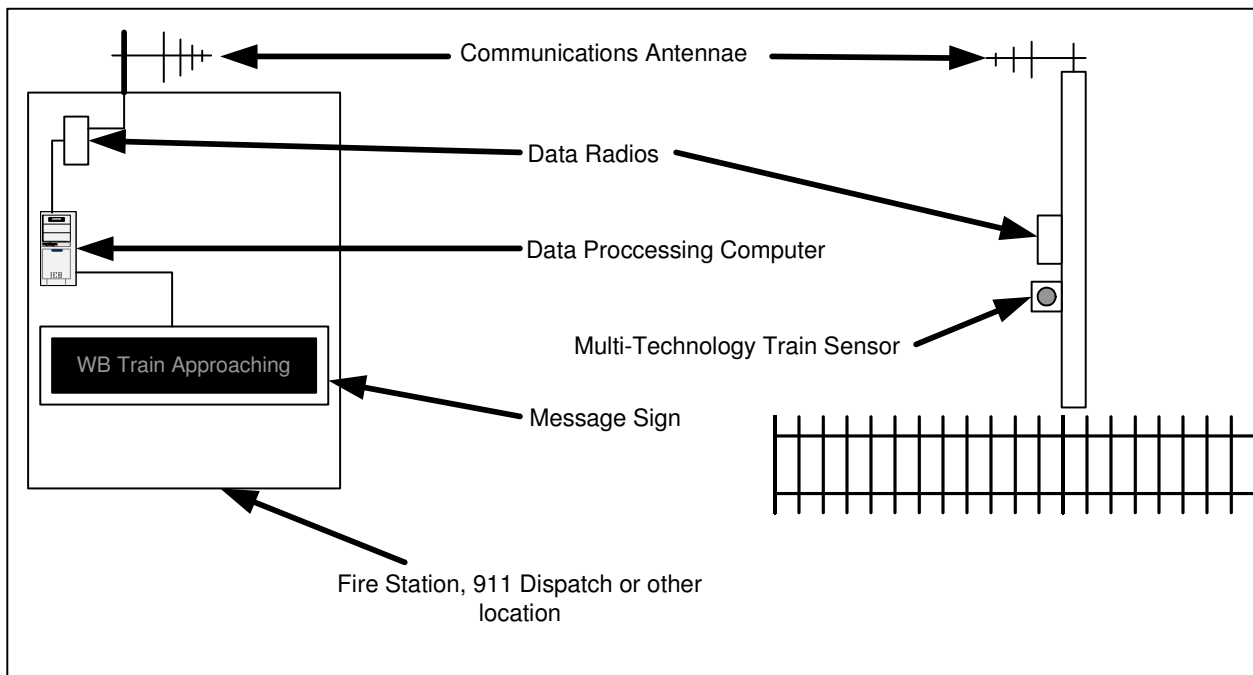 Communications Antennae
Data Radios
Data Proccessing Computer
Multi-Technology Train Sensor
WB Train Approaching
Message Sign
Fire Station, 911 Dispatch or other
location